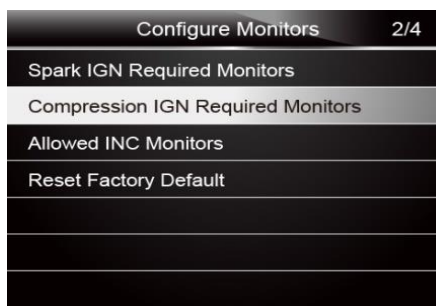 Configure Monitors 2/4
Spark IGN Required Monitors
Compression IGN Required Monitors
Allowed INC Monitors
Reset Factory Default